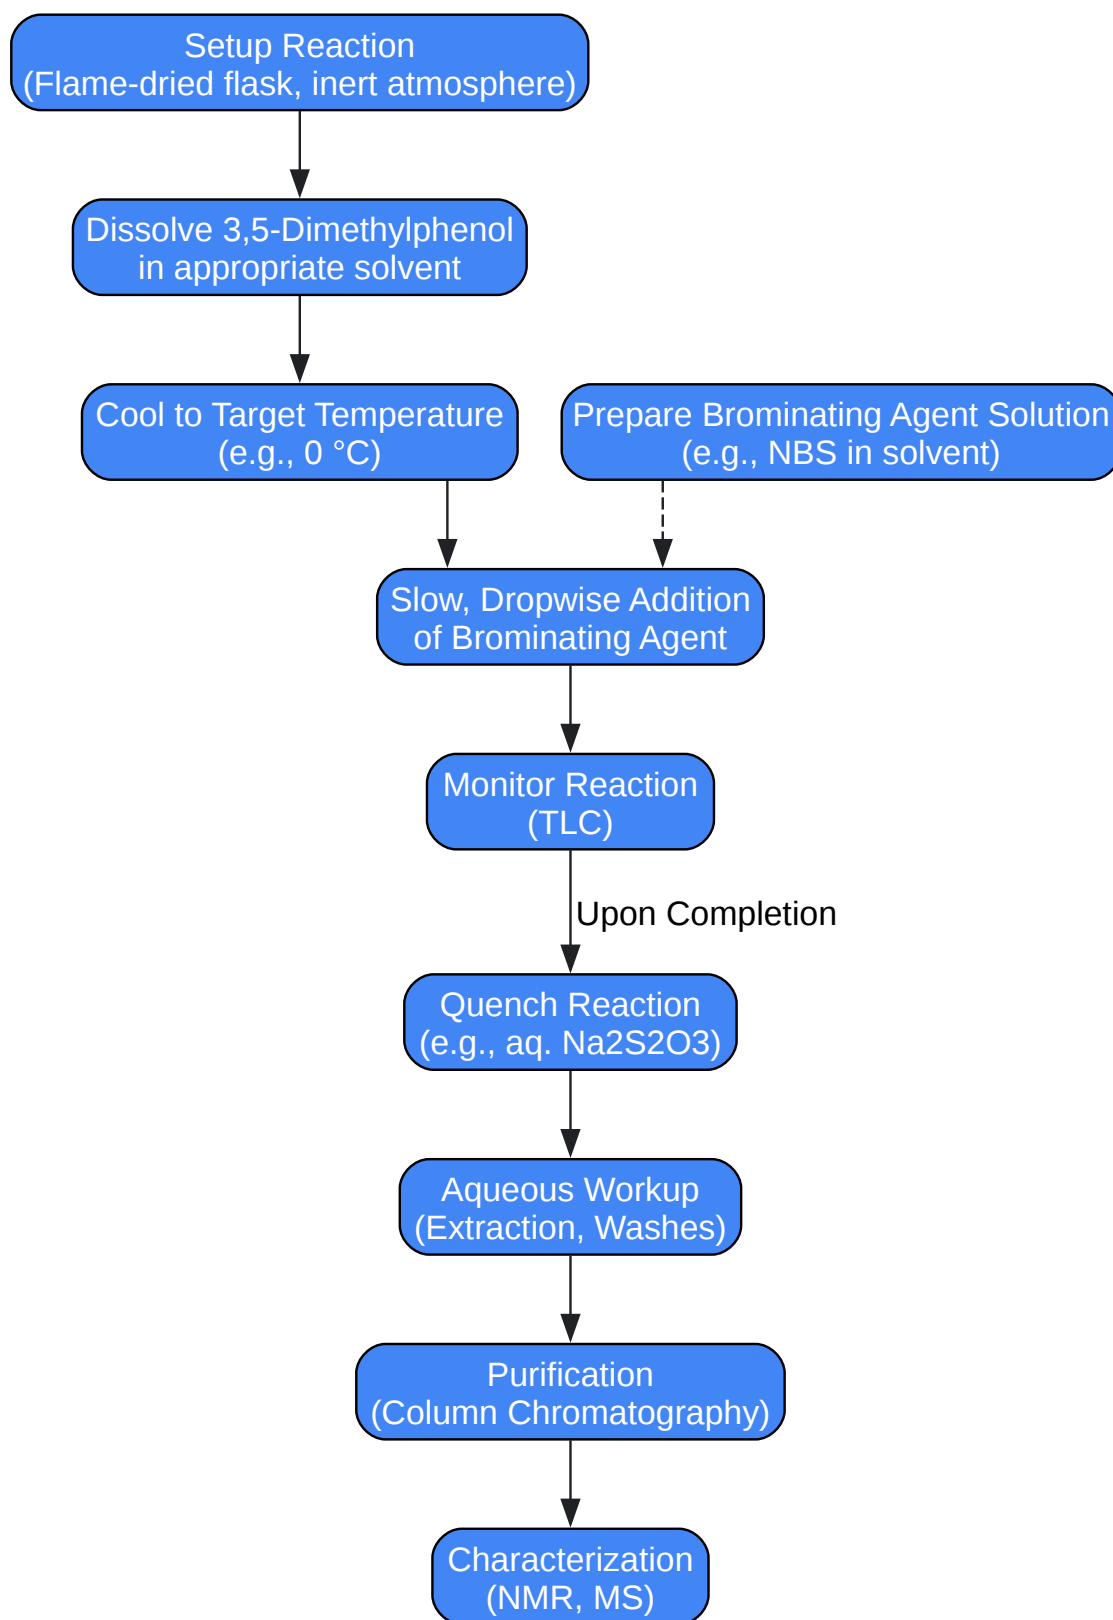 Setup Reaction
(Flame-dried flask, inert atmosphere)
Dissolve 3,5-Dimethylphenol
in appropriate solvent
Cool to Target Temperature
(e.g., 0 °C)
Prepare Brominating Agent Solution
(e.g., NBS in solvent)
Slow, Dropwise Addition
of Brominating Agent
Monitor Reaction
(TLC)
Upon Completion
Quench Reaction
(e.g., aq. Na2S2O3)
Aqueous Workup
(Extraction, Washes)
Purification
(Column Chromatography)
Characterization
(NMR, MS)